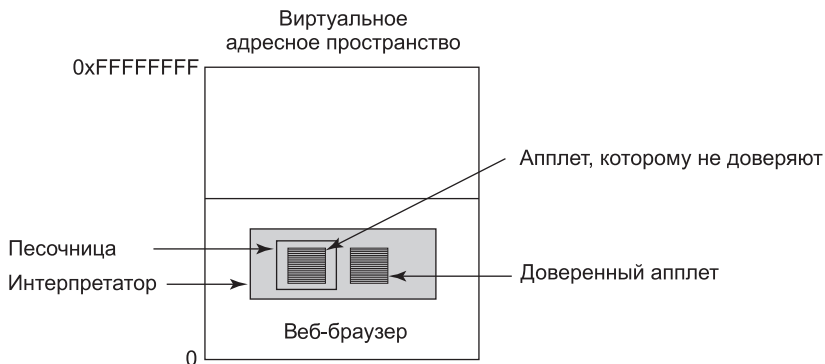 Виртуальное
адресное пространство
0xFFFFFFFF
Апплет, которому не доверяют
Песочница
Интерпретатор
Доверенный апплет
Веб-браузер
0